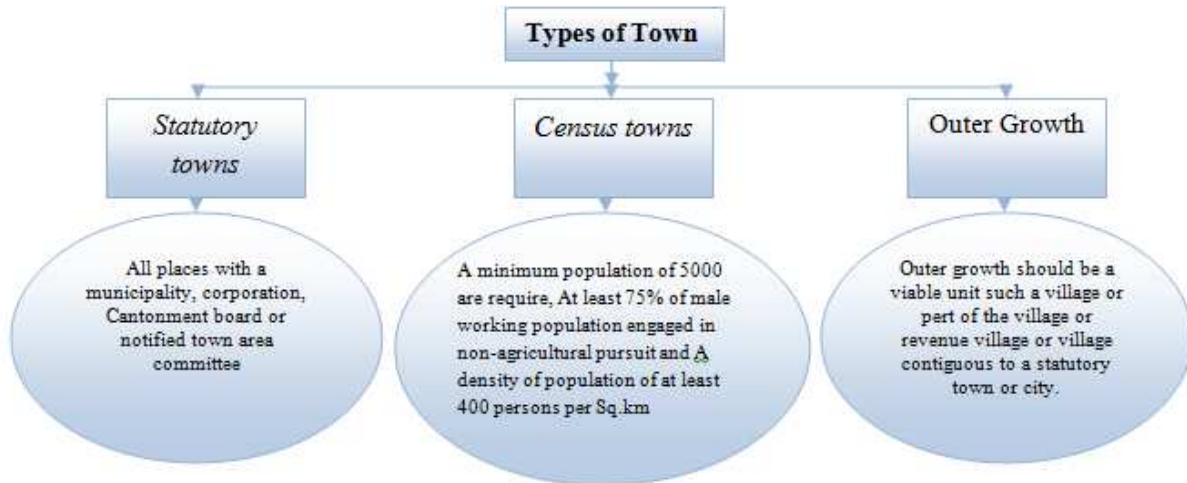 Types of Town
Statutory
towns
Census towns
Outer Growth
All places with a
municipality, corporation,
Cantonment board or
notified town area
committee
A minimum population of 5000
are require, At least 75% of male
working population engaged in
non-agricultural pursuit and A
density of population of at least
400 persons per Sq.km
Outer growth should be a
viable unit such a village or
pert of the village or
revenue village or village
contiguous to a statutory
town or city.